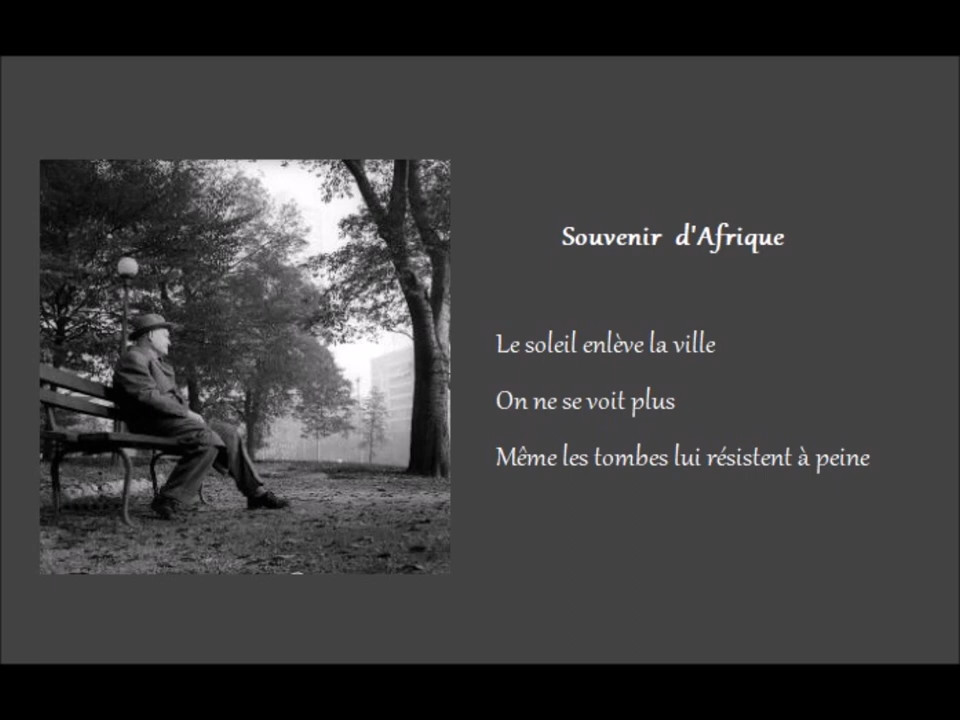 Souvenir d'Afrique
Le soleil enlève la ville
On ne se voit plus
Même les tombes lui résistent à peine